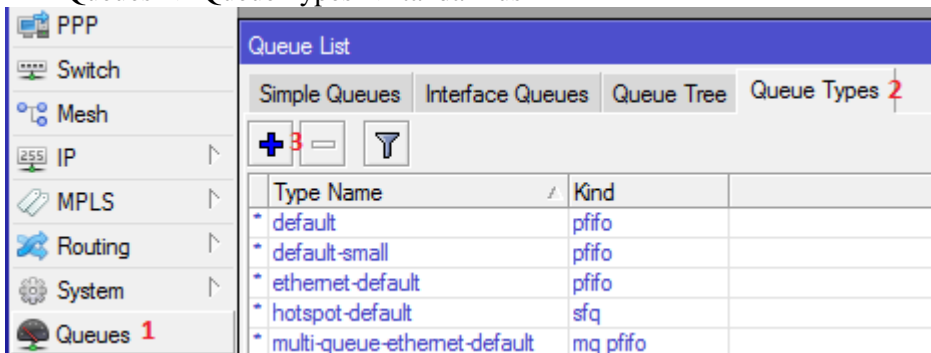 PPP
Switch
Mesh
255 IP
MPLS
Routing
System
Queues 1
Queue List
Simple Queues Interface Queues Queue Tree Queue Types 2
3
Type Name Kind
* default pfifo
* default-small pfifo
* ethernet-default pfifo
* hotspot-default sfq
* multi-queue-ethernet-default mq pfifo